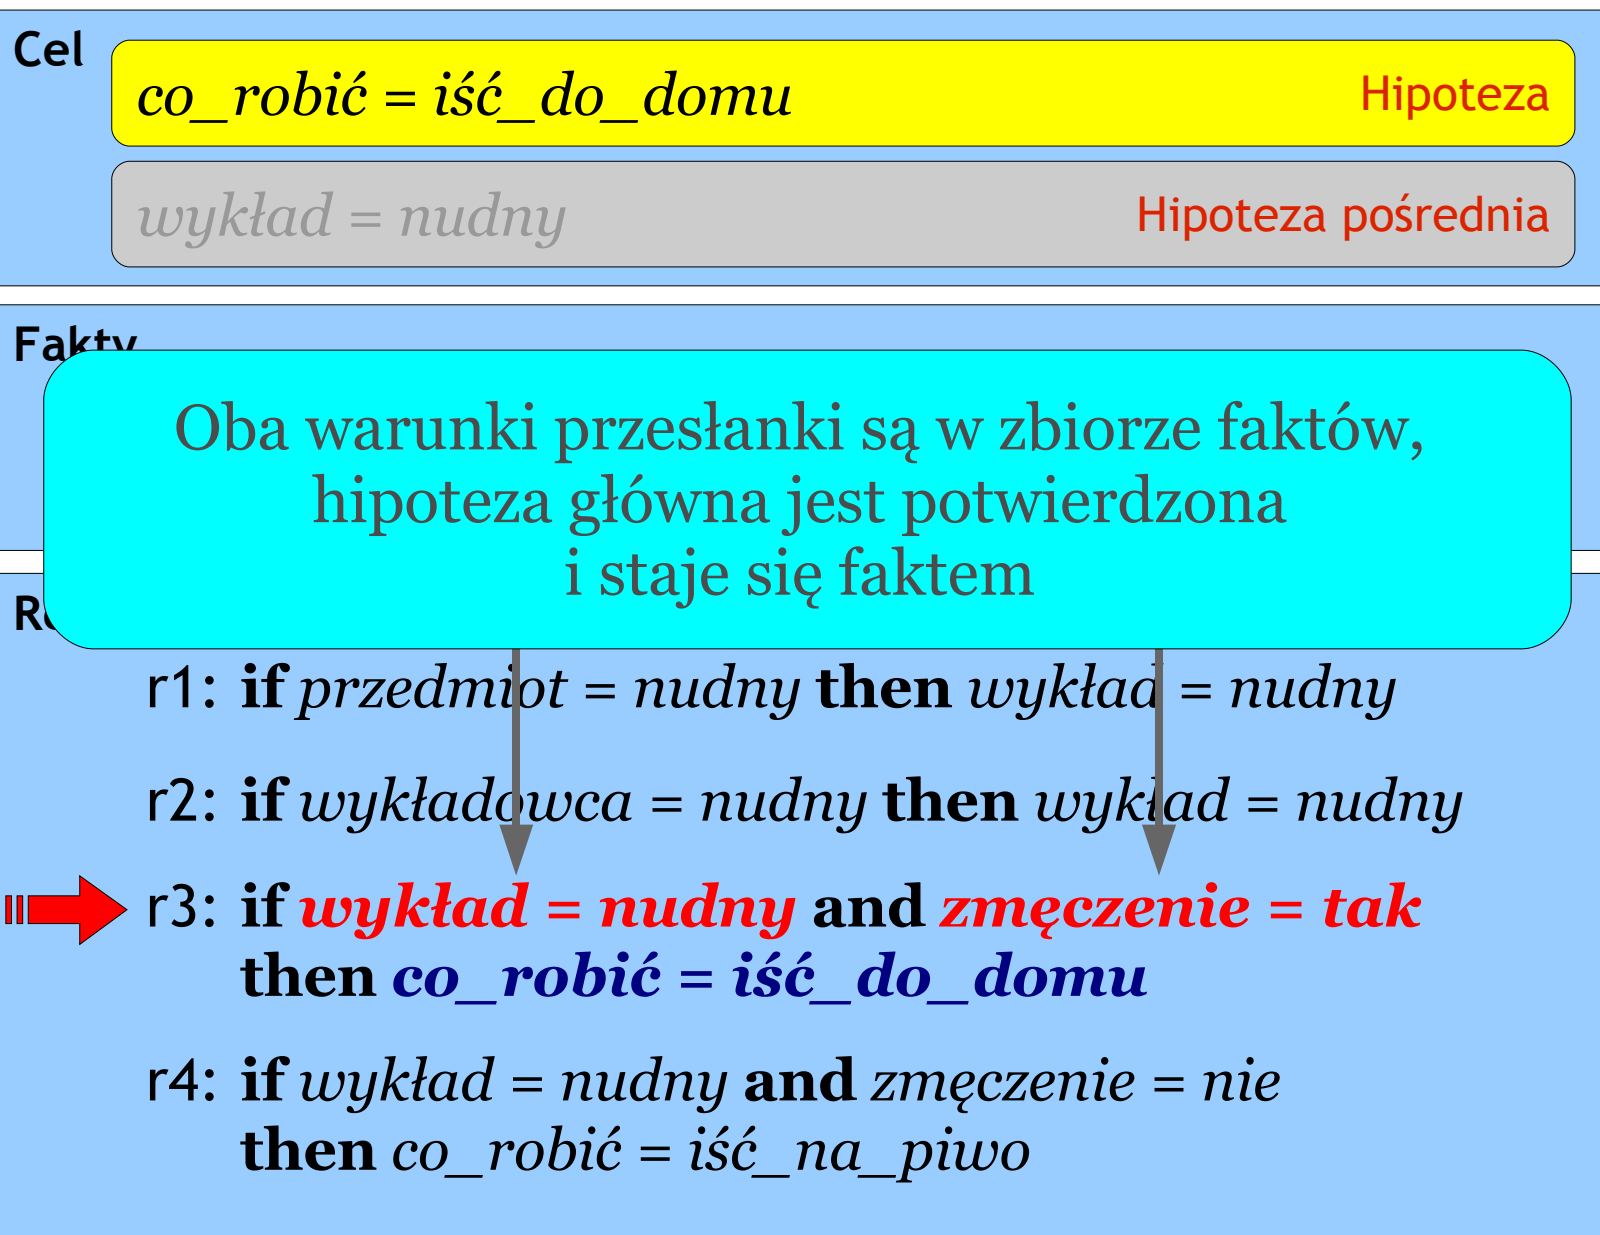 Cel
co_robić = iść_do_domu Hipoteza
wykład = nudny Hipoteza pośrednia
Fakty
Oba warunki przesłanki są w zbiorze faktów,
hipoteza główna jest potwierdzona
i staje się faktem
r1: if przedmiot = nudny then wykład = nudny
r2: if wykładowca = nudny then wykład = nudny
r3: if wykład = nudny and zmęczenie = tak
then co_robić = iść_do_domu
r4: if wykład = nudny and zmęczenie = nie
then co_robić = iść_na_piwo